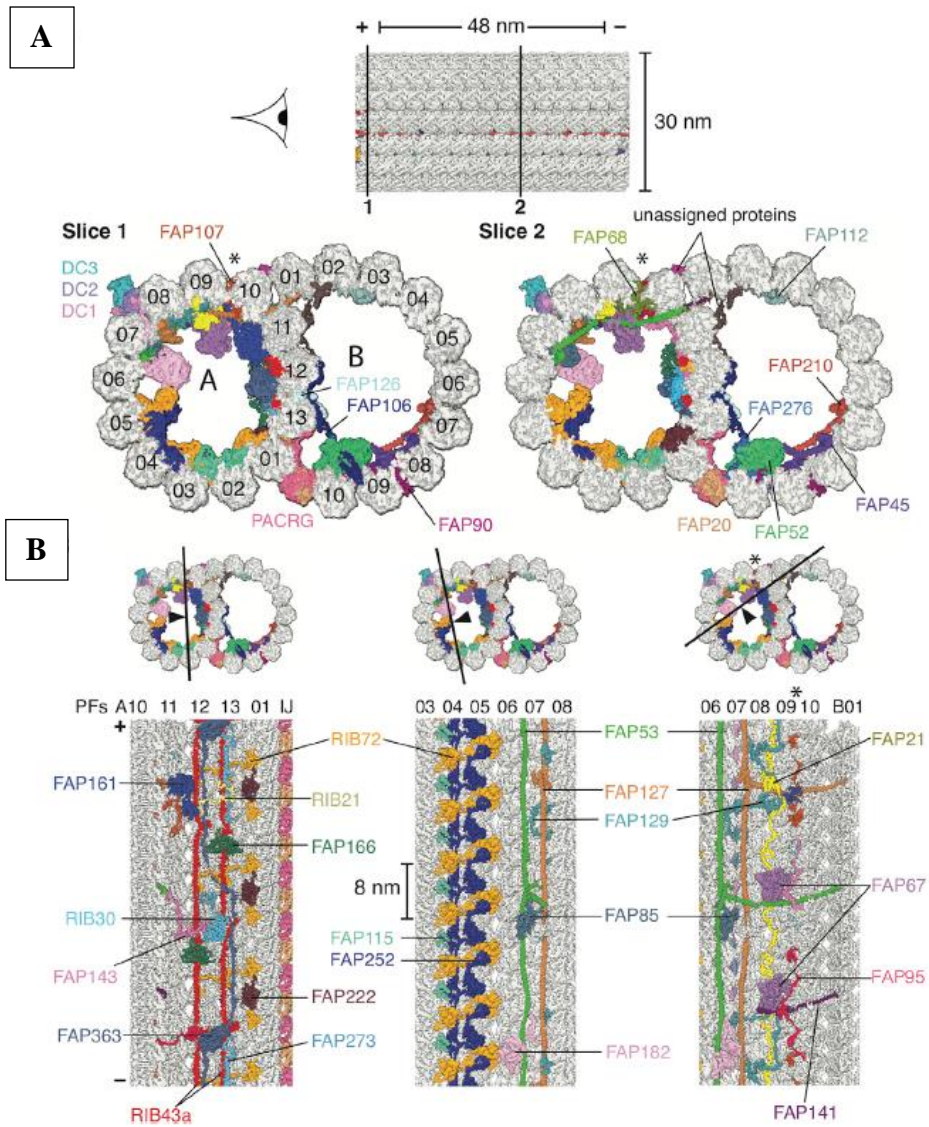 A
+ 48 nm −
30 nm
1 2
Slice 1 FAP107 * Slice 2 FAP68 * unassigned proteins FAP112
DC3
DC2
DC1
09 10 01 02 03
08 04
07 11 05
A B
06 12 06 FAP210
FAP126
05 13 FAP106 07 FAP276
04 01 08
03 02 10 09 FAP45
PACRG FAP90 FAP20 FAP52
B
* 
PFs A10 11 12 13 01 IJ 03 04 05 06 07 08 06 07 08 09 10 B01
*
+
RIB72 FAP53 FAP21
FAP161 RIB21 FAP127
FAP129
FAP166
8 nm FAP67
RIB30 FAP85
FAP115
FAP143 FAP252 FAP95
FAP222
FAP363 FAP273 FAP182
−
RIB43a FAP141